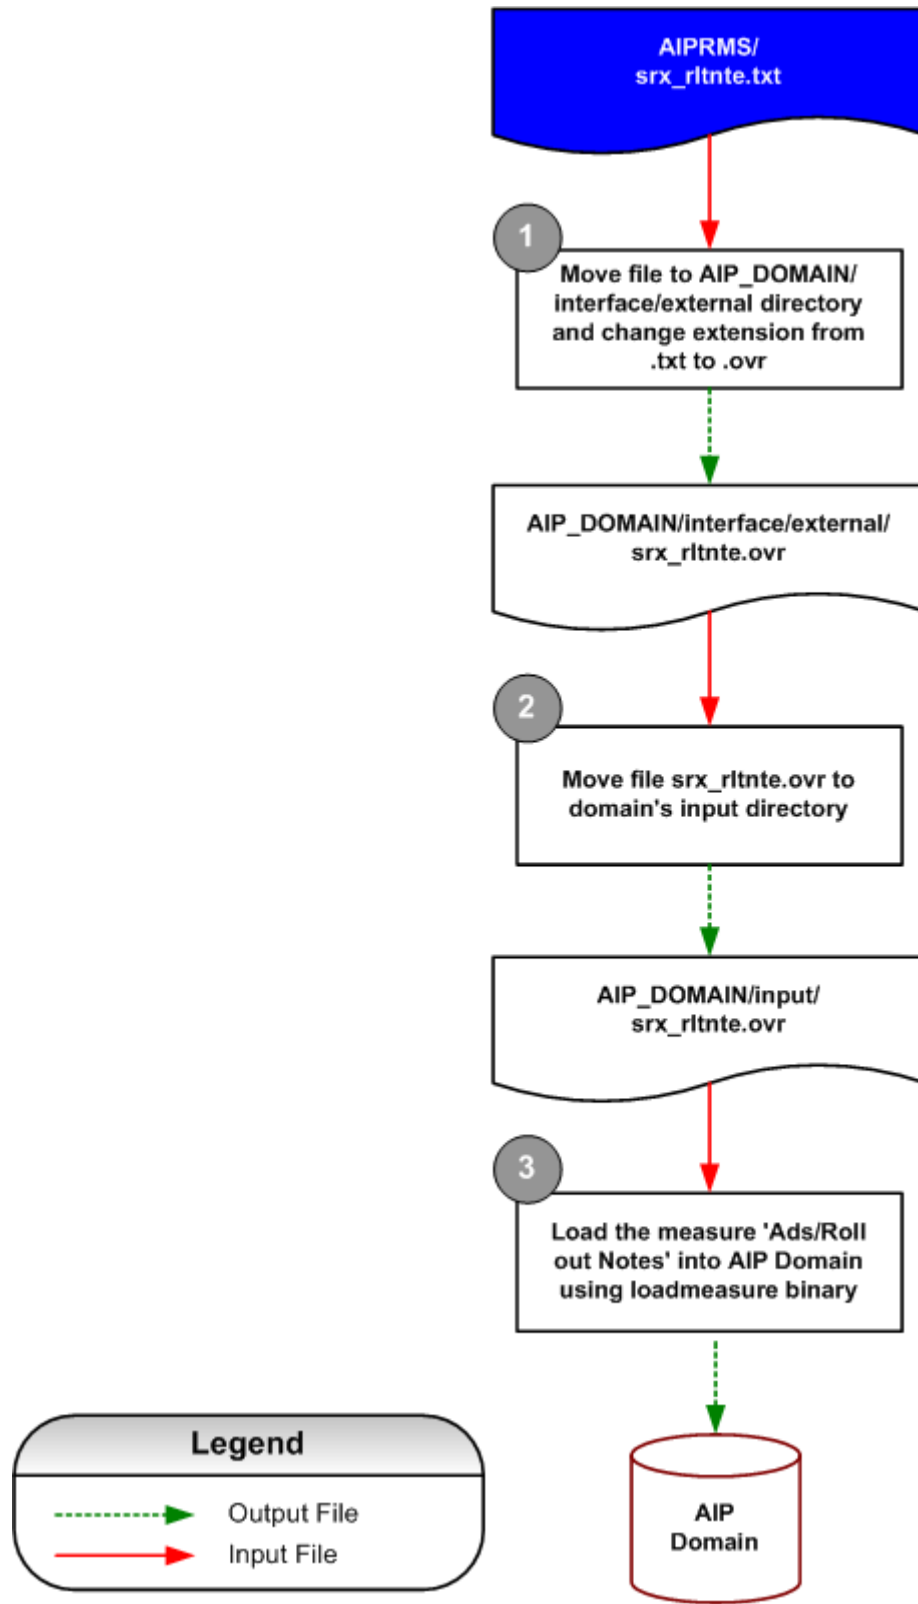 AIPRMS/
srx_rltnte.txt
1
Move file to AIP_DOMAIN/
interface/external directory
and change extension from
.txt to .ovr
AIP_DOMAIN/interface/external/
srx_rltnte.ovr
2
Move file srx_rltnte.ovr to
domain's input directory
AIP_DOMAIN/input/
srx_rltnte.ovr
3
Load the measure 'Ads/Roll
out Notes' into AIP Domain
using loadmeasure binary
Legend
Output File
Input File
AIP
Domain